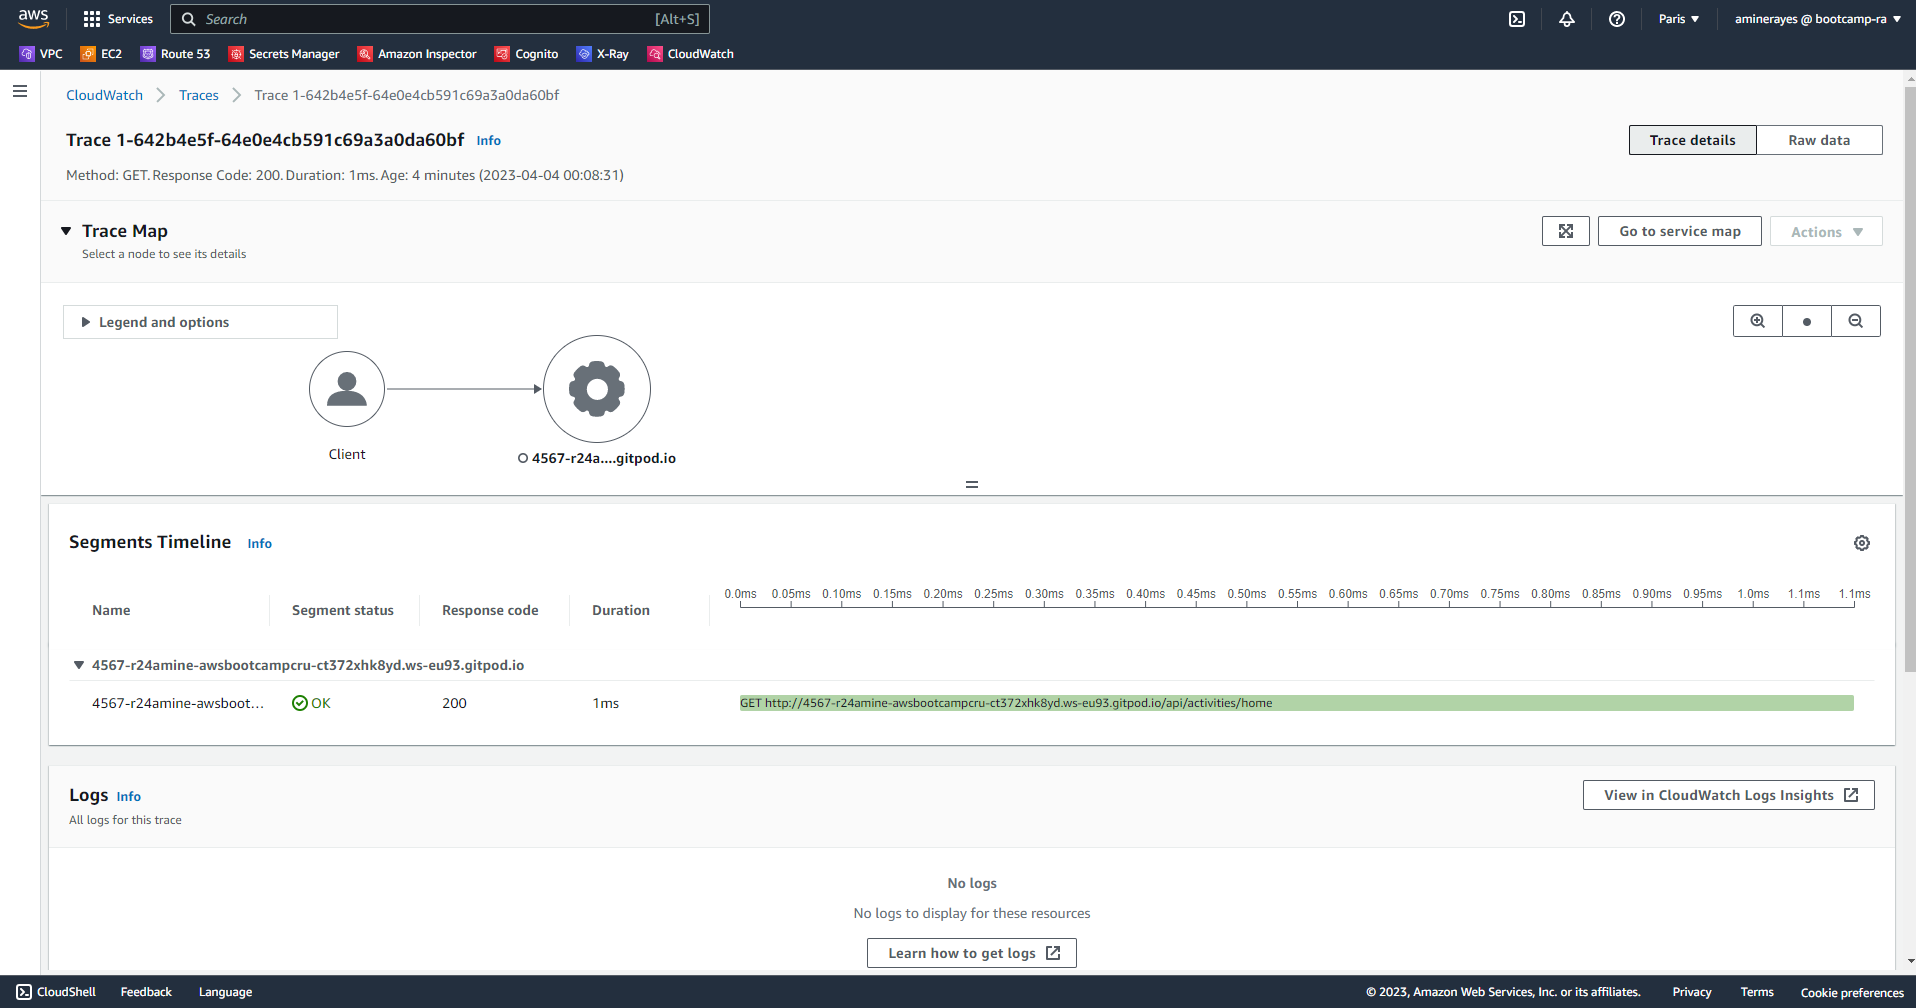 aws Services Search [Alt+S] Paris ▼ aminerayes @ bootcamp-ra ▼
VPC EC2 Route 53 Secrets Manager Amazon Inspector Cognito X-Ray CloudWatch
CloudWatch Traces Trace 1-642b4e5f-64e0e4cb591c69a3a0da60bf
Trace 1-642b4e5f-64e0e4cb591c69a3a0da60bf Info Trace details Raw data
Method: GET. Response Code: 200. Duration: 1ms. Age: 4 minutes (2023-04-04 00:08:31)
Trace Map Go to service map Actions
Select a node to see its details
Legend and options
Client
4567-r24a....gitpod.io
Segments Timeline Info
0.0ms 0.05ms 0.10ms 0.15ms 0.20ms 0.25ms 0.30ms 0.35ms 0.40ms 0.45ms 0.50ms 0.55ms 0.60ms 0.65ms 0.70ms 0.75ms 0.80ms 0.85ms 0.90ms 0.95ms 1.0ms 1.1ms 1.1ms
Name Segment status Response code Duration
4567-r24amine-awsbootcampcru-ct372xhk8yd.ws-eu93.gitpod.io
4567-r24amine-awsboot... OK 200 1ms GET http://4567-r24amine-awsbootcampcru-ct372xhk8yd.ws-eu93.gitpod.io/api/activities/home
Logs Info View in CloudWatch Logs Insights
All logs for this trace
No logs
No logs to display for these resources
Learn how to get logs
CloudShell Feedback Language © 2023, Amazon Web Services, Inc. or its affiliates. Privacy Terms Cookie preferences